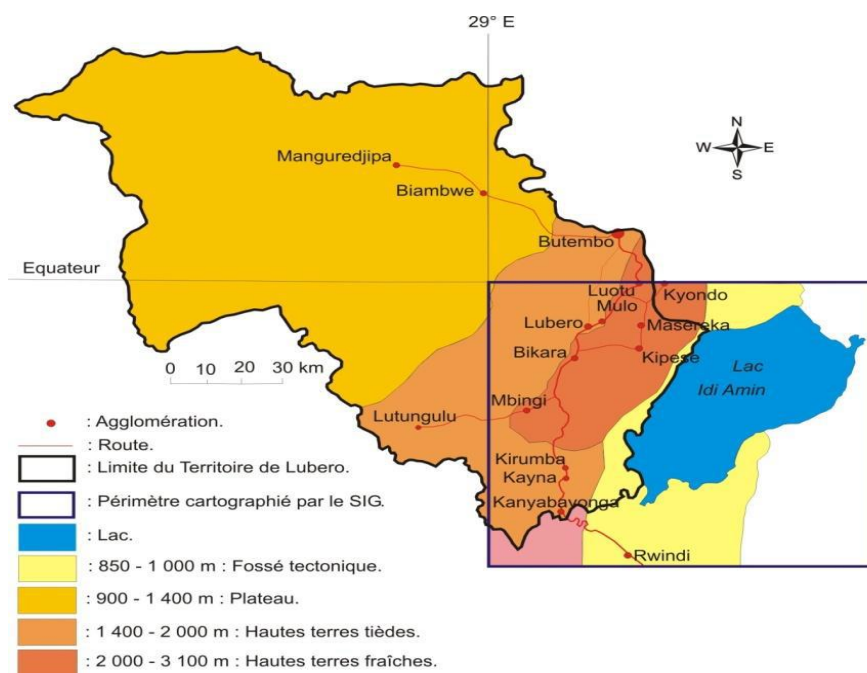 29° E
N
W E
S
Manguredjipa
Biambwe
Butembo
Equateur
Luotu
Kyondo
Mulo
Lubero
Masereka
Bikara
Kipese
Lac
Idi Amin
0 10 20 30 km
Mbingi
Lutungulu
: Agglomération.
: Route.
Kirumba
: Limite du Territoire de Lubero.
Kayna
: Périmètre cartographié par le SIG.
Kanyabayonga
: Lac.
Rwindi
: 850 - 1 000 m : Fossé tectonique.
: 900 - 1 400 m : Plateau.
: 1 400 - 2 000 m : Hautes terres tièdes.
: 2 000 - 3 100 m : Hautes terres fraîches.